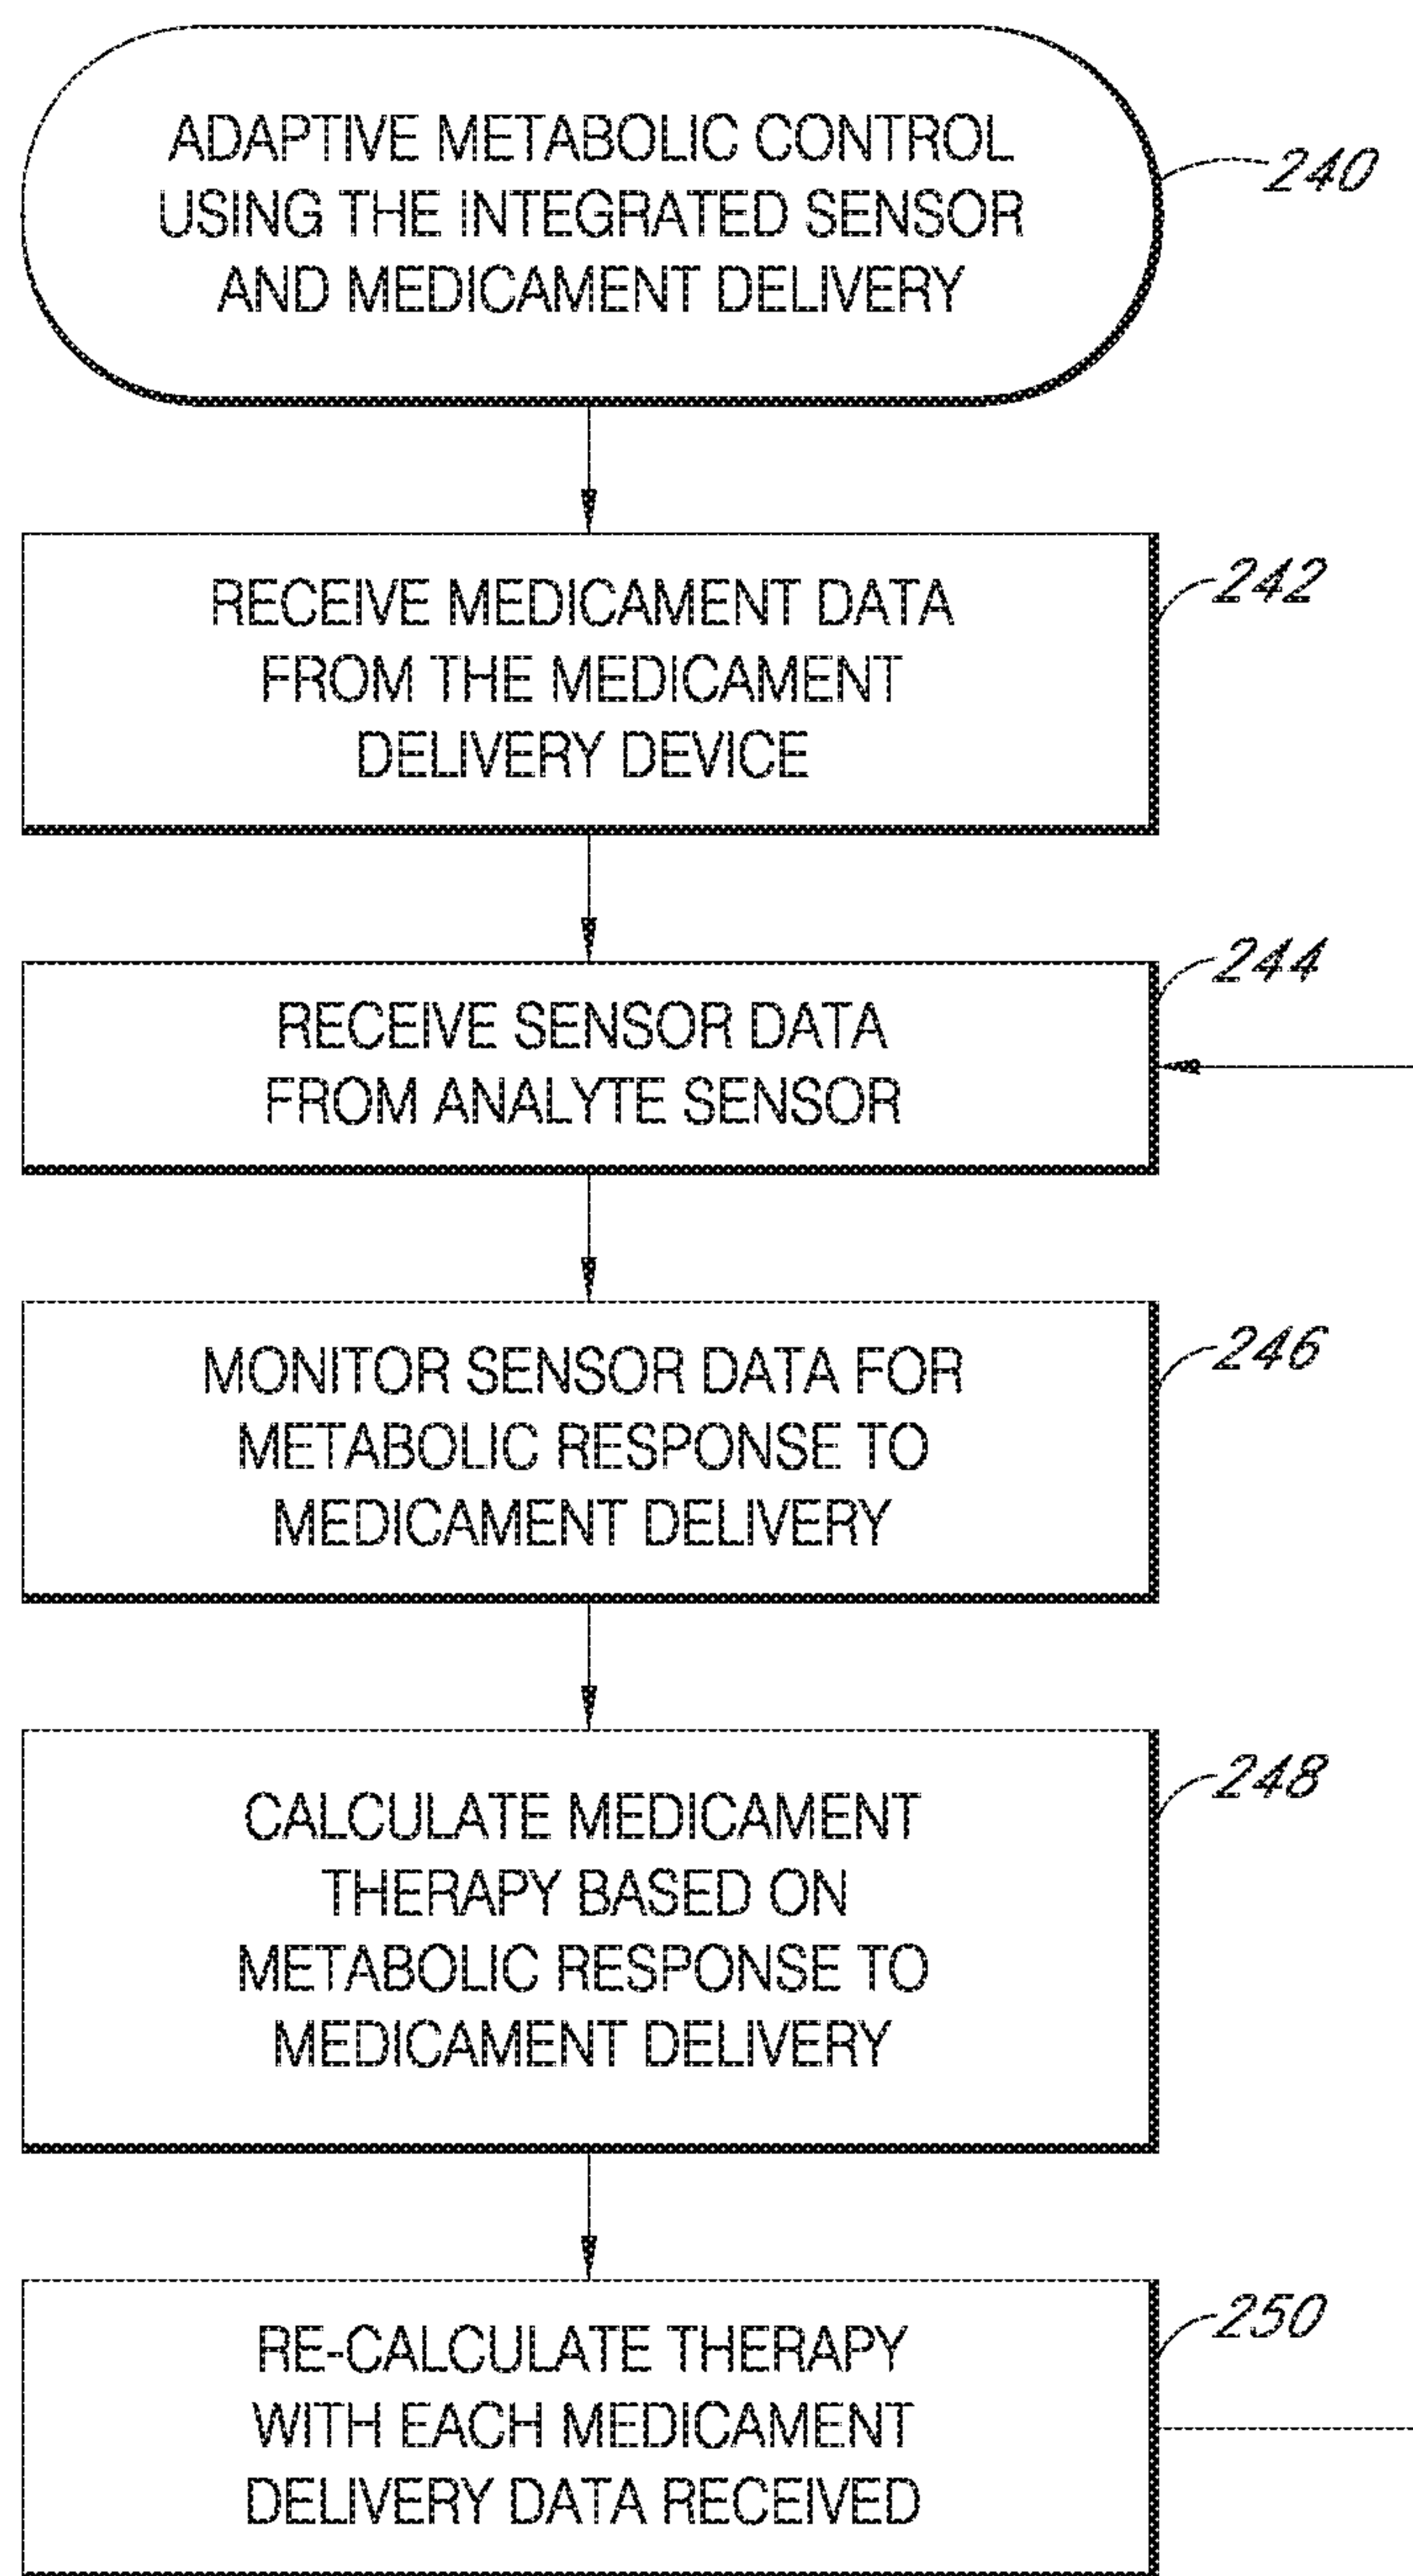 ADAPTIVE METABOLIC CONTROL
USING THE INTEGRATED SENSOR
AND MEDICAMENT DELIVERY
240
RECEIVE MEDICAMENT DATA
FROM THE MEDICAMENT
DELIVERY DEVICE
242
RECEIVE SENSOR DATA
FROM ANALYTE SENSOR
244
MONITOR SENSOR DATA FOR
METABOLIC RESPONSE TO
MEDICAMENT DELIVERY
246
CALCULATE MEDICAMENT
THERAPY BASED ON
METABOLIC RESPONSE TO
MEDICAMENT DELIVERY
248
RE-CALCULATE THERAPY
WITH EACH MEDICAMENT
DELIVERY DATA RECEIVED
250